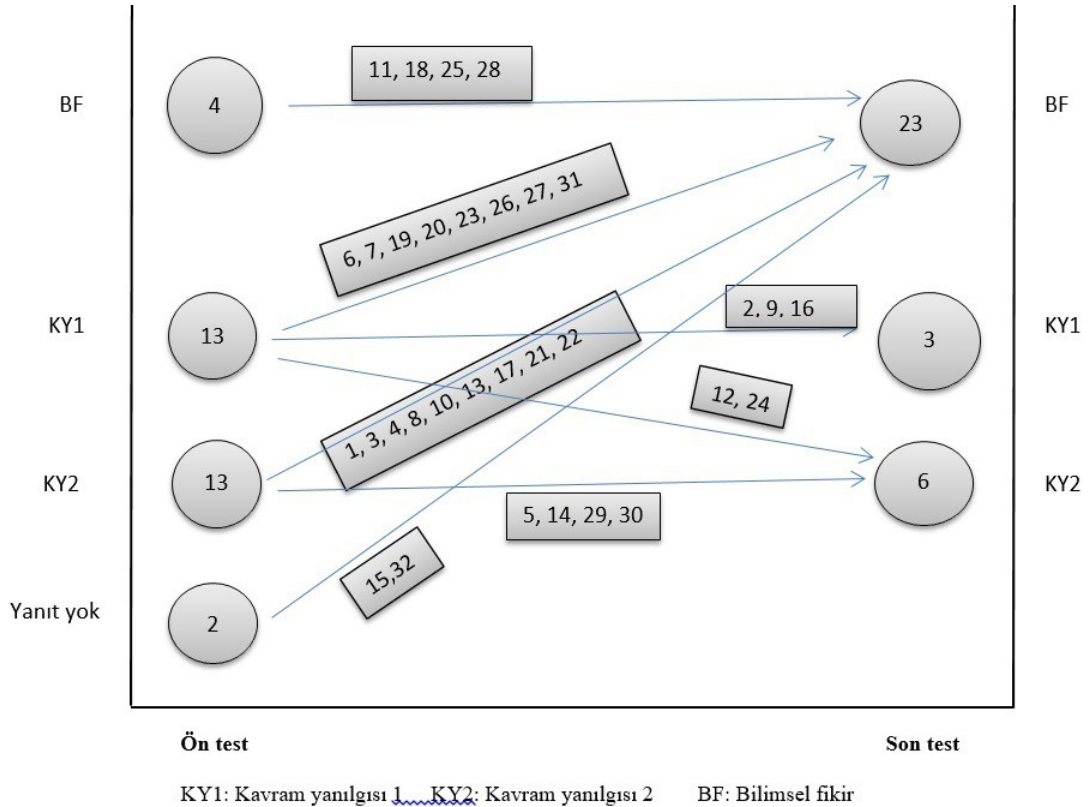 11, 18, 25, 28
BF
4
23
BF
6, 7, 19, 20, 23, 26, 27, 31
KY1
13
2, 9, 16
3
KY1
1, 3, 4, 8, 10, 13, 17, 21, 22
12, 24
KY2
13
6
KY2
5, 14, 29, 30
15,32
Yanıt yok
2
Ön test
Son test
KY1: Kavram yanılgısı 1 KY2: Kavram yanılgısı 2 BF: Bilimsel fikir